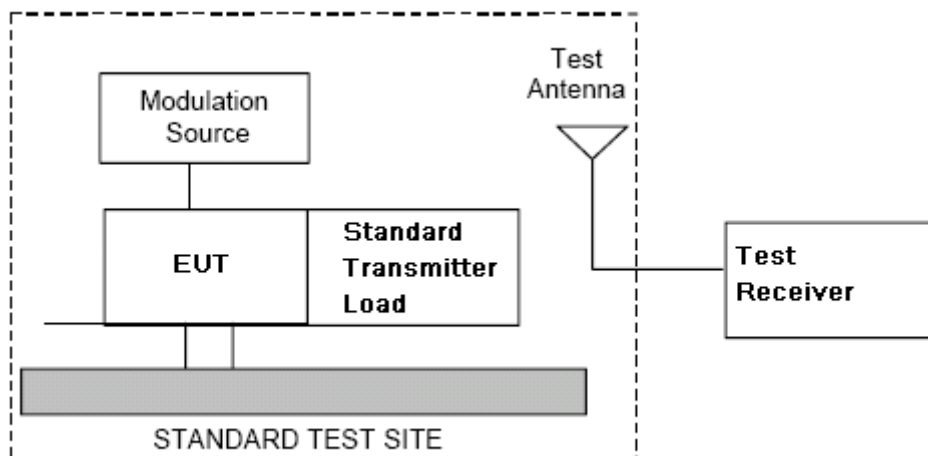 Modulation
Source
Test
Antenna
EUT
Standard
Transmitter
Load
Test
Receiver
STANDARD TEST SITE